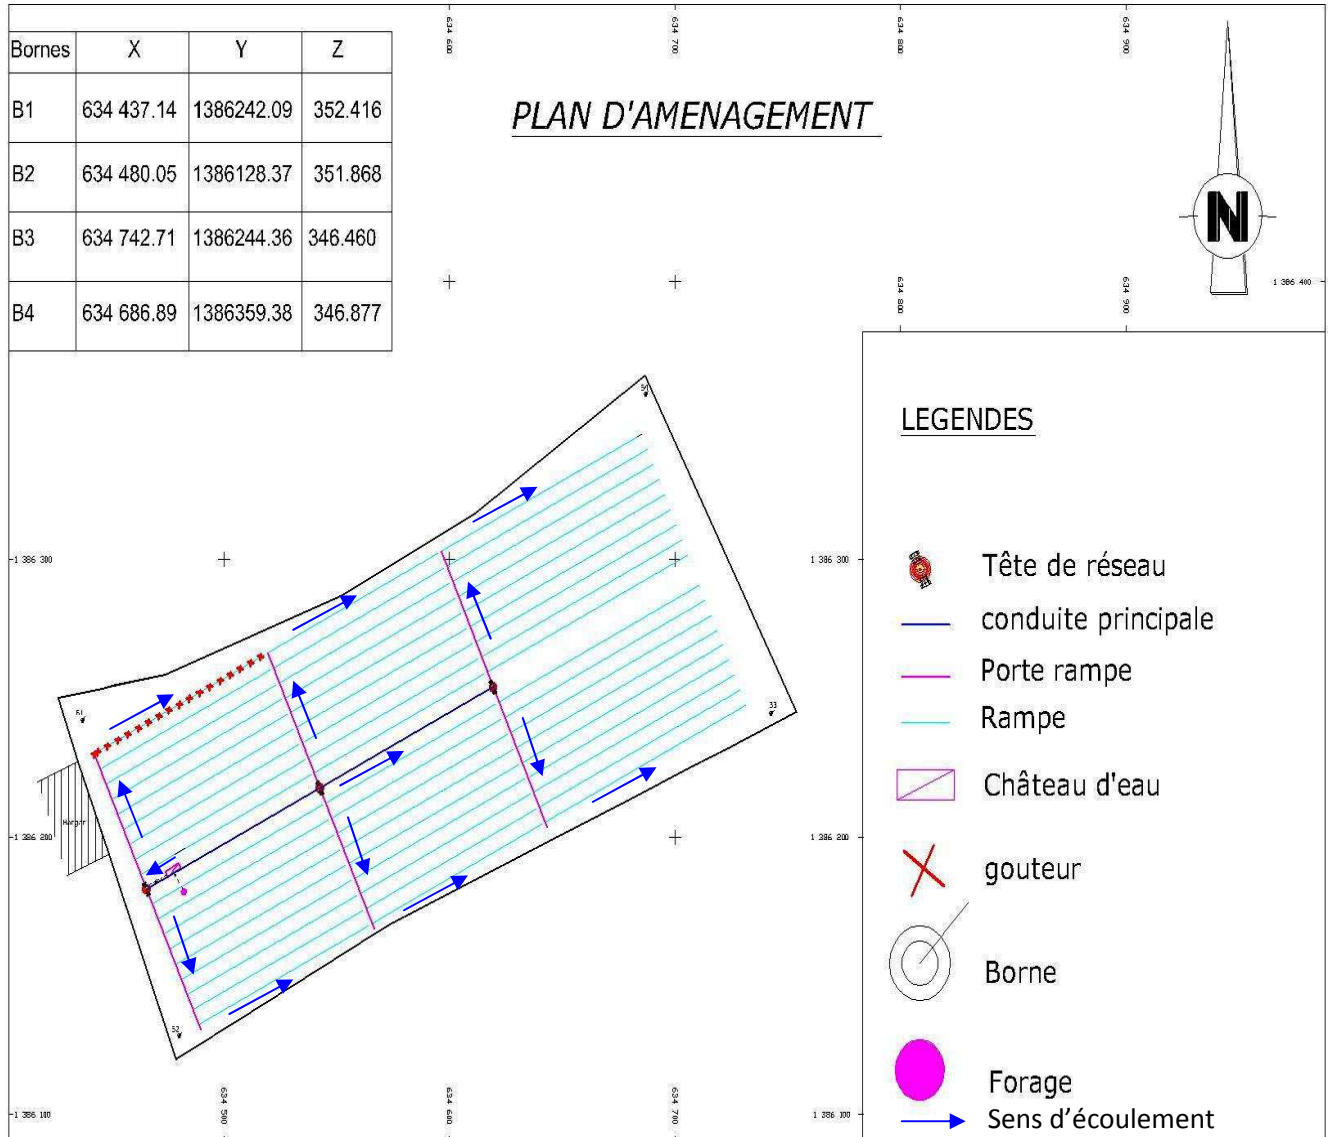 634 600
634 700
634 800
634 900
Bornes X Y Z
B1 634 437.14 1386242.09 352.416
B2 634 480.05 1386128.37 351.868
B3 634 742.71 1386244.36 346.460
B4 634 686.89 1386359.38 346.877
PLAN D'AMENAGEMENT
N
634 800
634 900
1 386 400
LEGENDES
Tête de réseau
conduite principale
Porte rampe
Rampe
Château d'eau
gouteur
Borne
Forage
Sens d'écoulement
1 386 300
1 386 300
33
Hangar
1 386 200
1 386 200
1 386 100
634 500
634 600
634 700
1 386 100